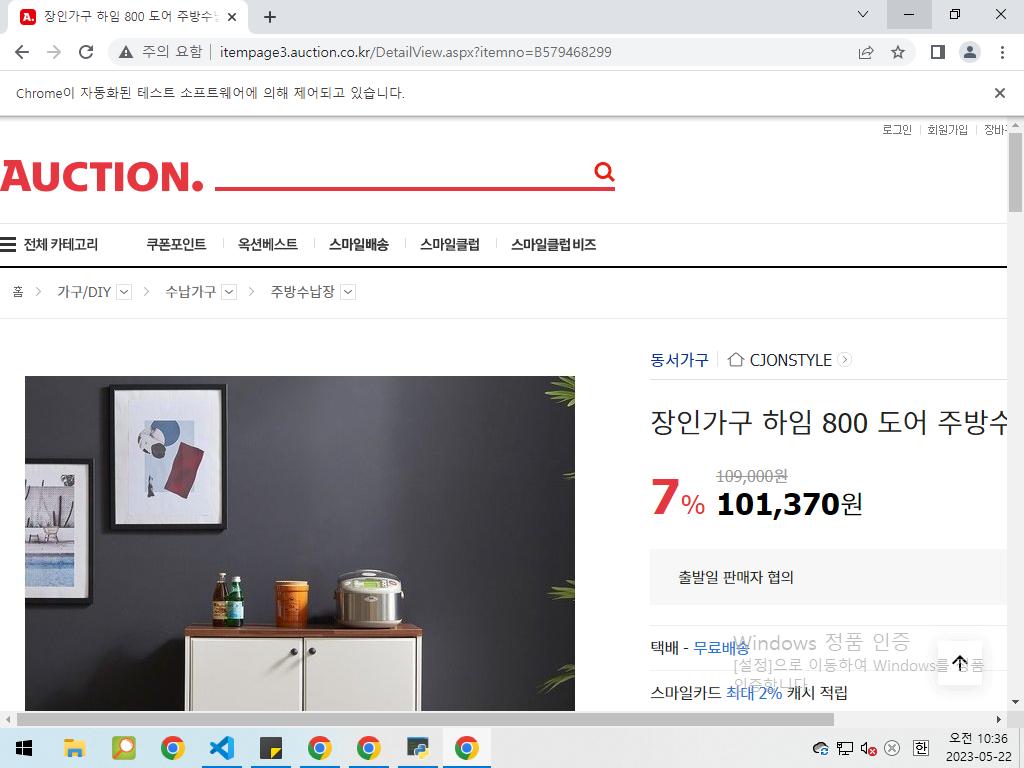 장인가구 하임 800 도어 주방수납
주의 요함
itempage3.auction.co.kr/DetailView.aspx?itemno=B579468299
Chrome이 자동화된 테스트 소프트웨어에 의해 제어되고 있습니다.
로그인 회원가입 장바구
AUCTION.
전체 카테고리 쿠폰포인트 옥션베스트 스마일배송 스마일클럽 스마일클럽 비즈
홈 가구/DIY 수납가구 주방수납장
동서가구 CJONSTYLE
장인가구 하임 800 도어 주방수
109,000원
7% 101,370원
출발일 판매자 협의
택배 - 무료배송
Windows 정품 인증
[설정]으로 이동하여 Windows를 정품
인증합니다.
스마일카드 최대 2% 캐시 적립
한
오전 10:36
2023-05-22